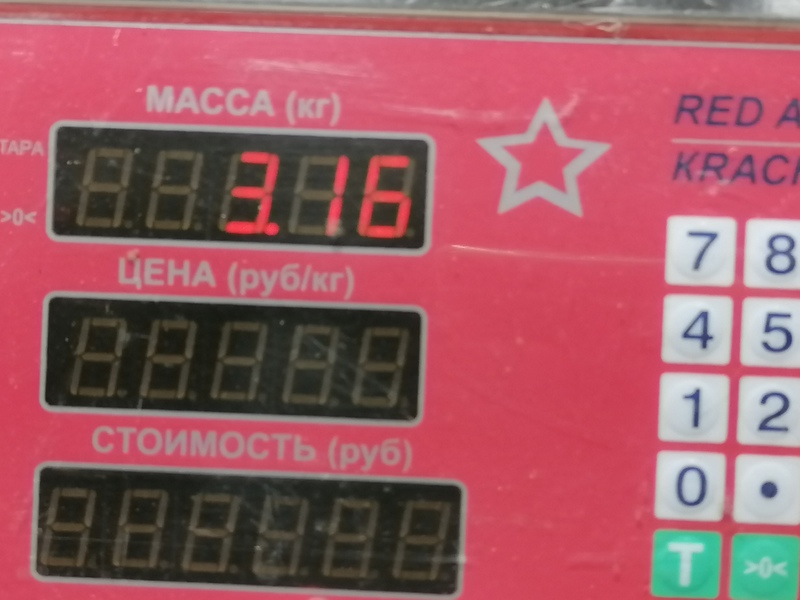 МАССА (кг)
ТАРА
>0<
3.16
ЦЕНА (руб/кг)
СТОИМОСТЬ (руб)
RED A
KRACH
7 8
4 5
1 2
0 •
T >0<